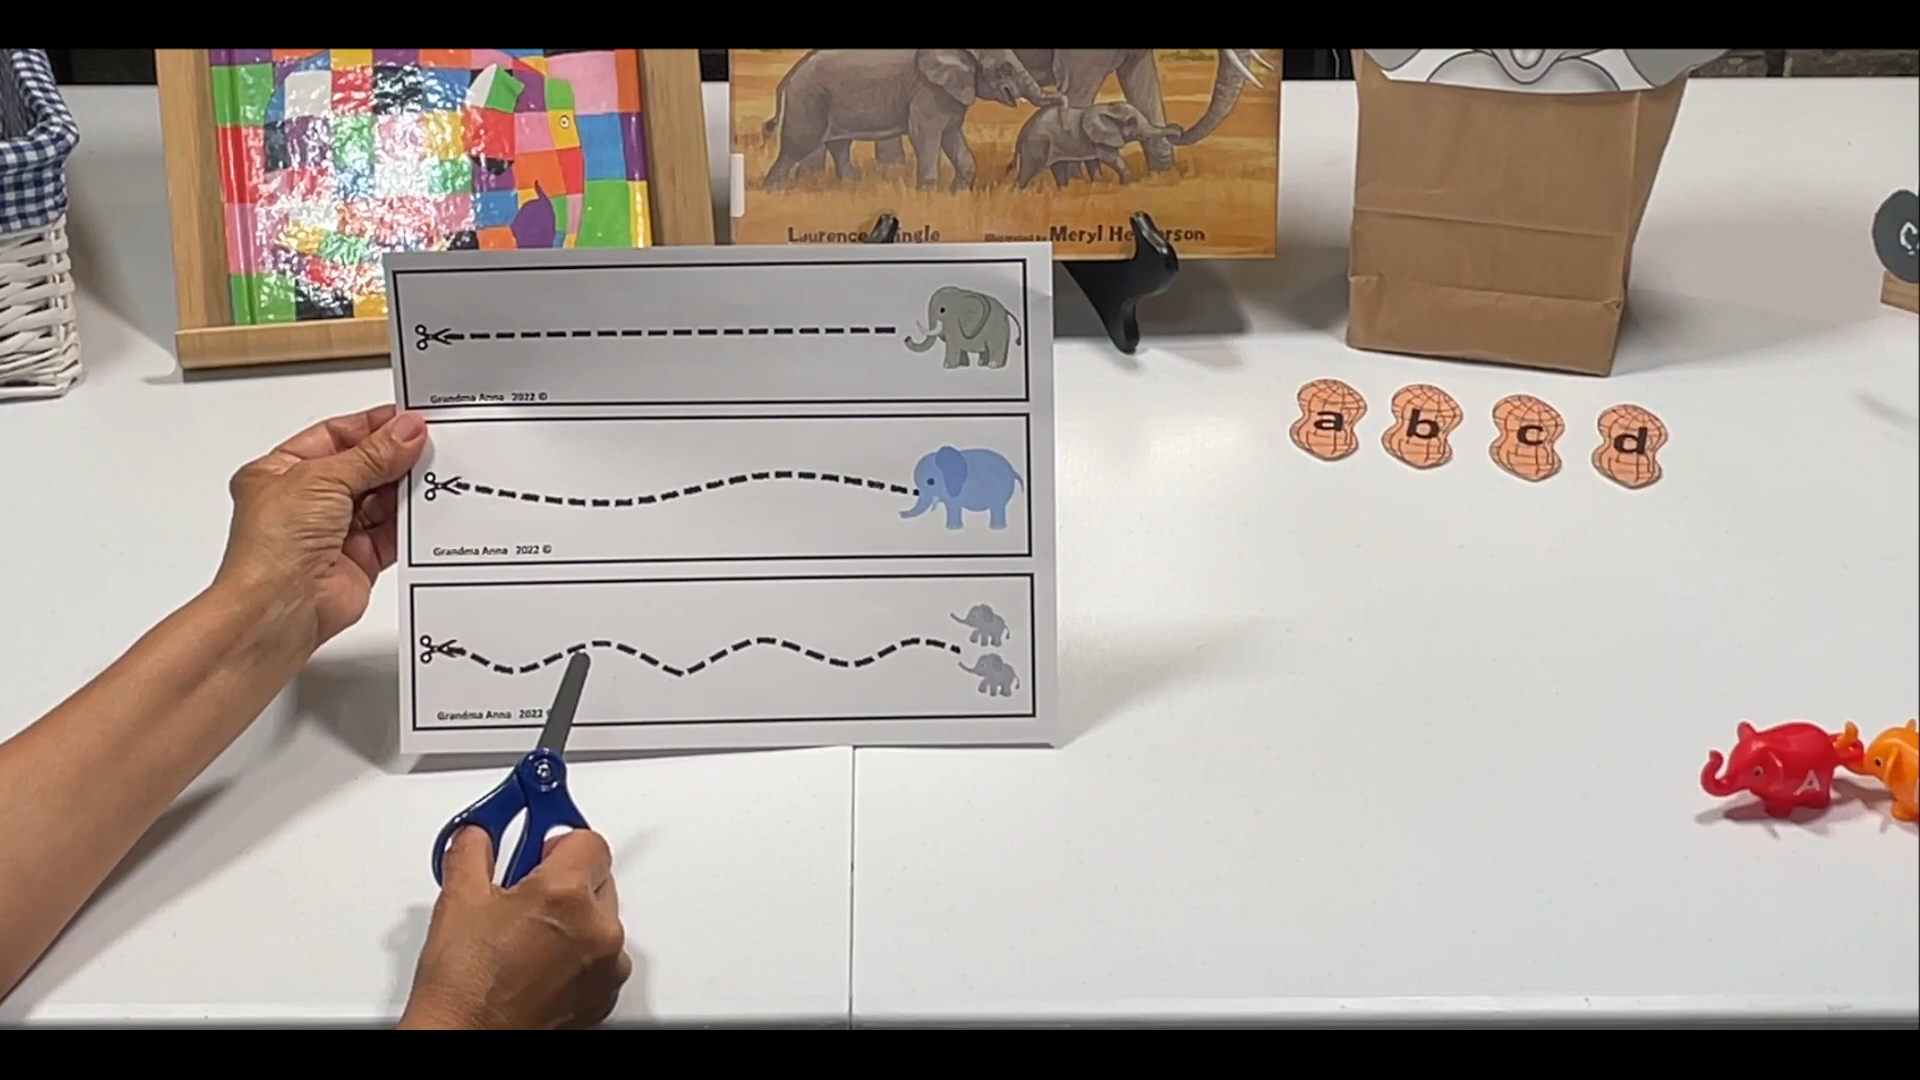 Laurence
Meryl
Grandma Anna 2022 ©
Grandma Anna 2022 ©
Grandma Anna 2022
a b c d
A